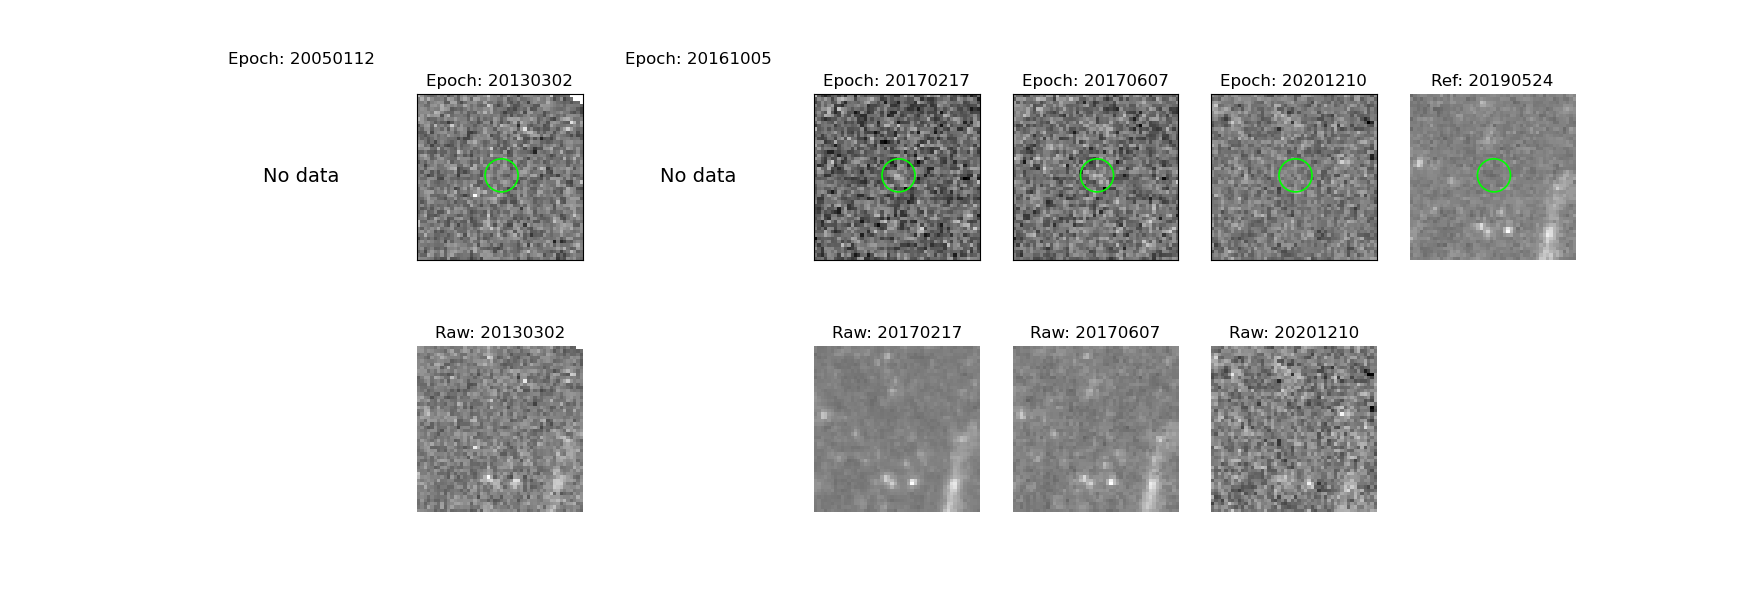 Epoch: 20050112
Epoch: 20130302
Epoch: 20161005
Epoch: 20170217
Epoch: 20170607
Epoch: 20201210
Ref: 20190524
No data
No data
Raw: 20130302
Raw: 20170217
Raw: 20170607
Raw: 20201210